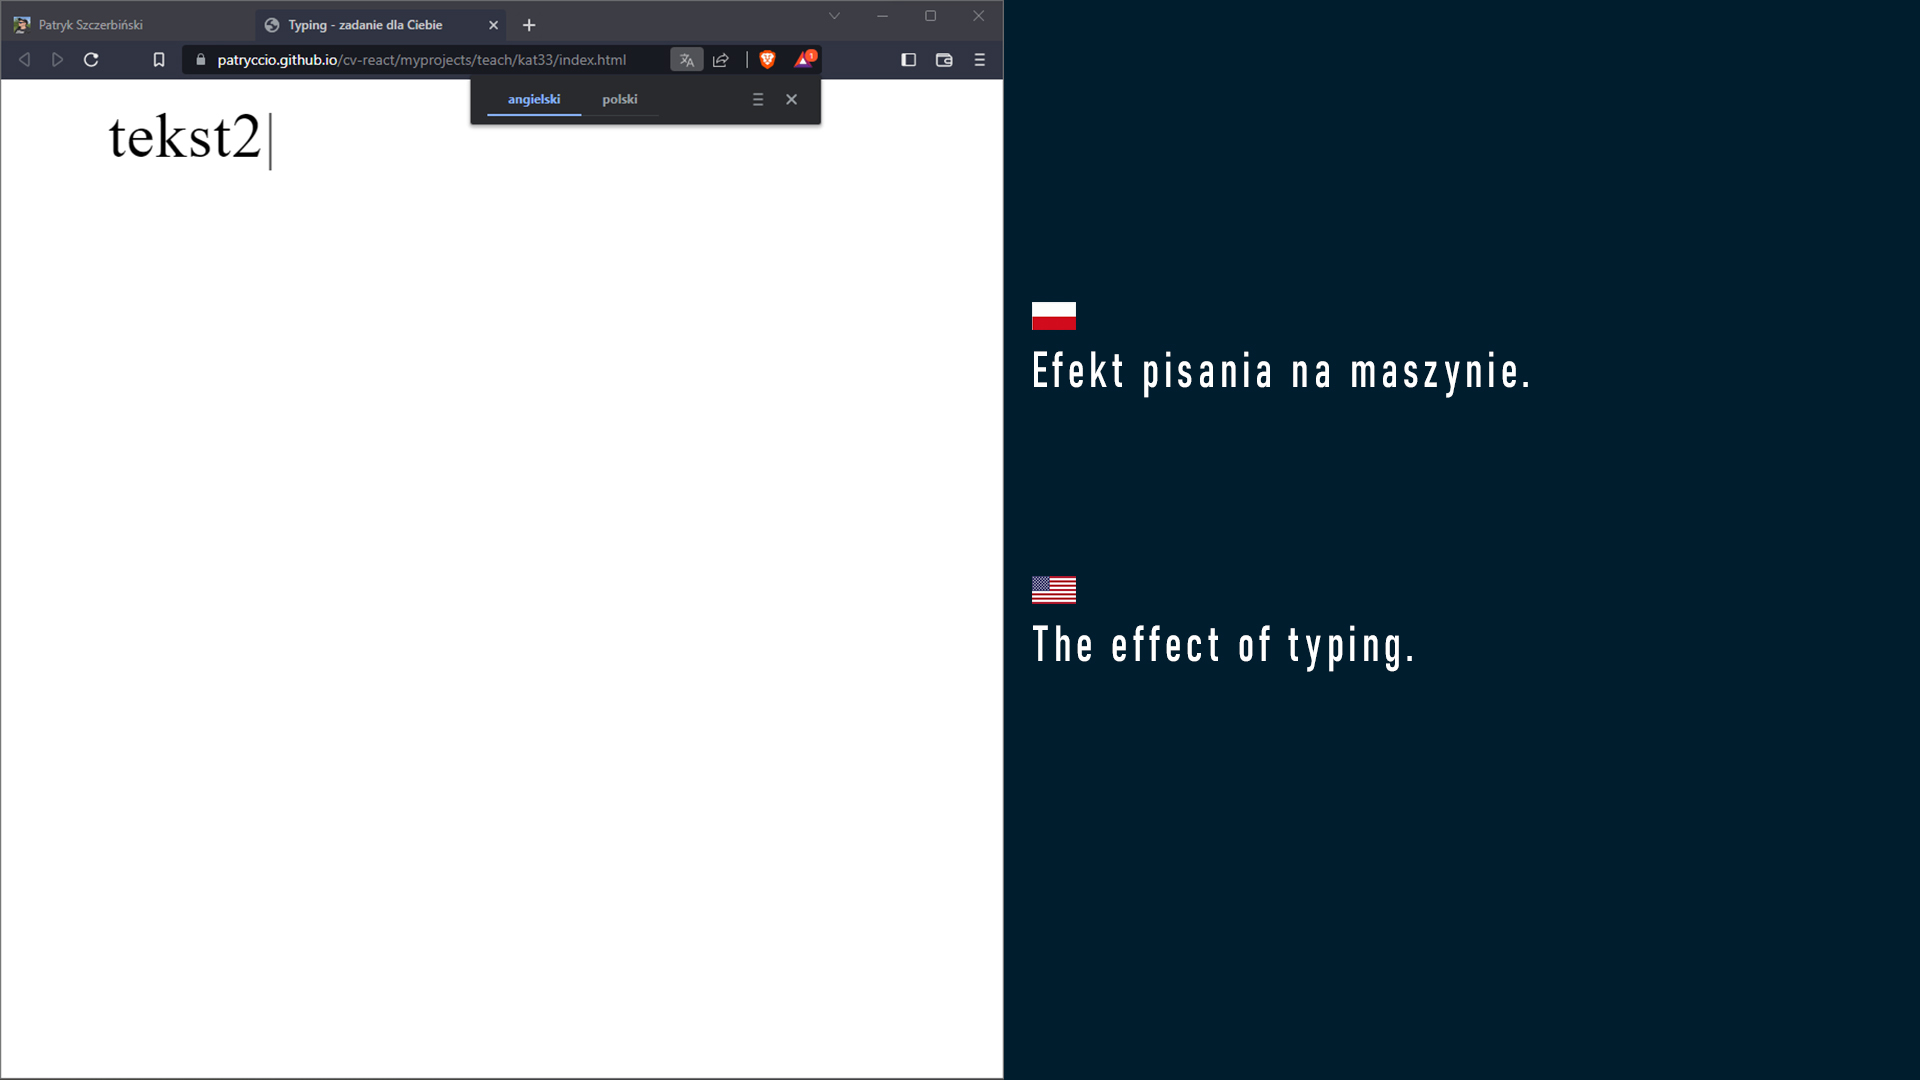 Patryk Szczerbiński
Typing - zadanie dla Ciebie
patryccio.github.io/cv-react/myprojects/teach/kat33/index.html
1
angielski polski
tekst2
Efekt pisania na maszynie.
The effect of typing.